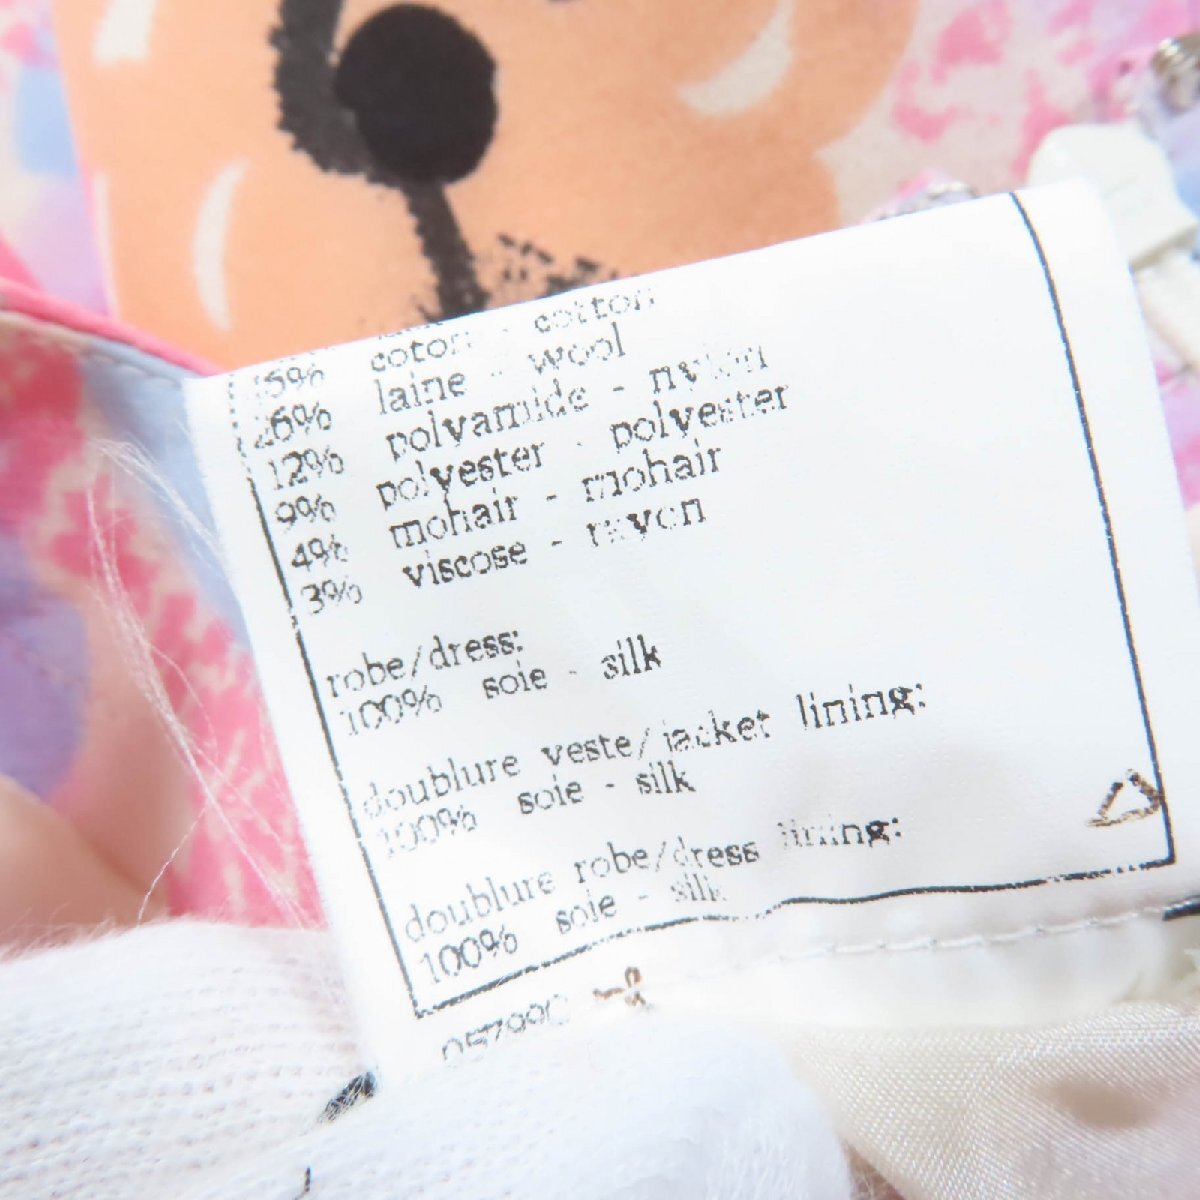 coton - cotton
26% laine - wool
12% polyamide - nylon
9% polyester - polyester
4% mohair - mohair
3% viscose - rayon
robe/dress:
100% soie - silk
doublure veste/jacket lining:
100% soie - silk
doublure robe/dress lining:
100% soie - silk